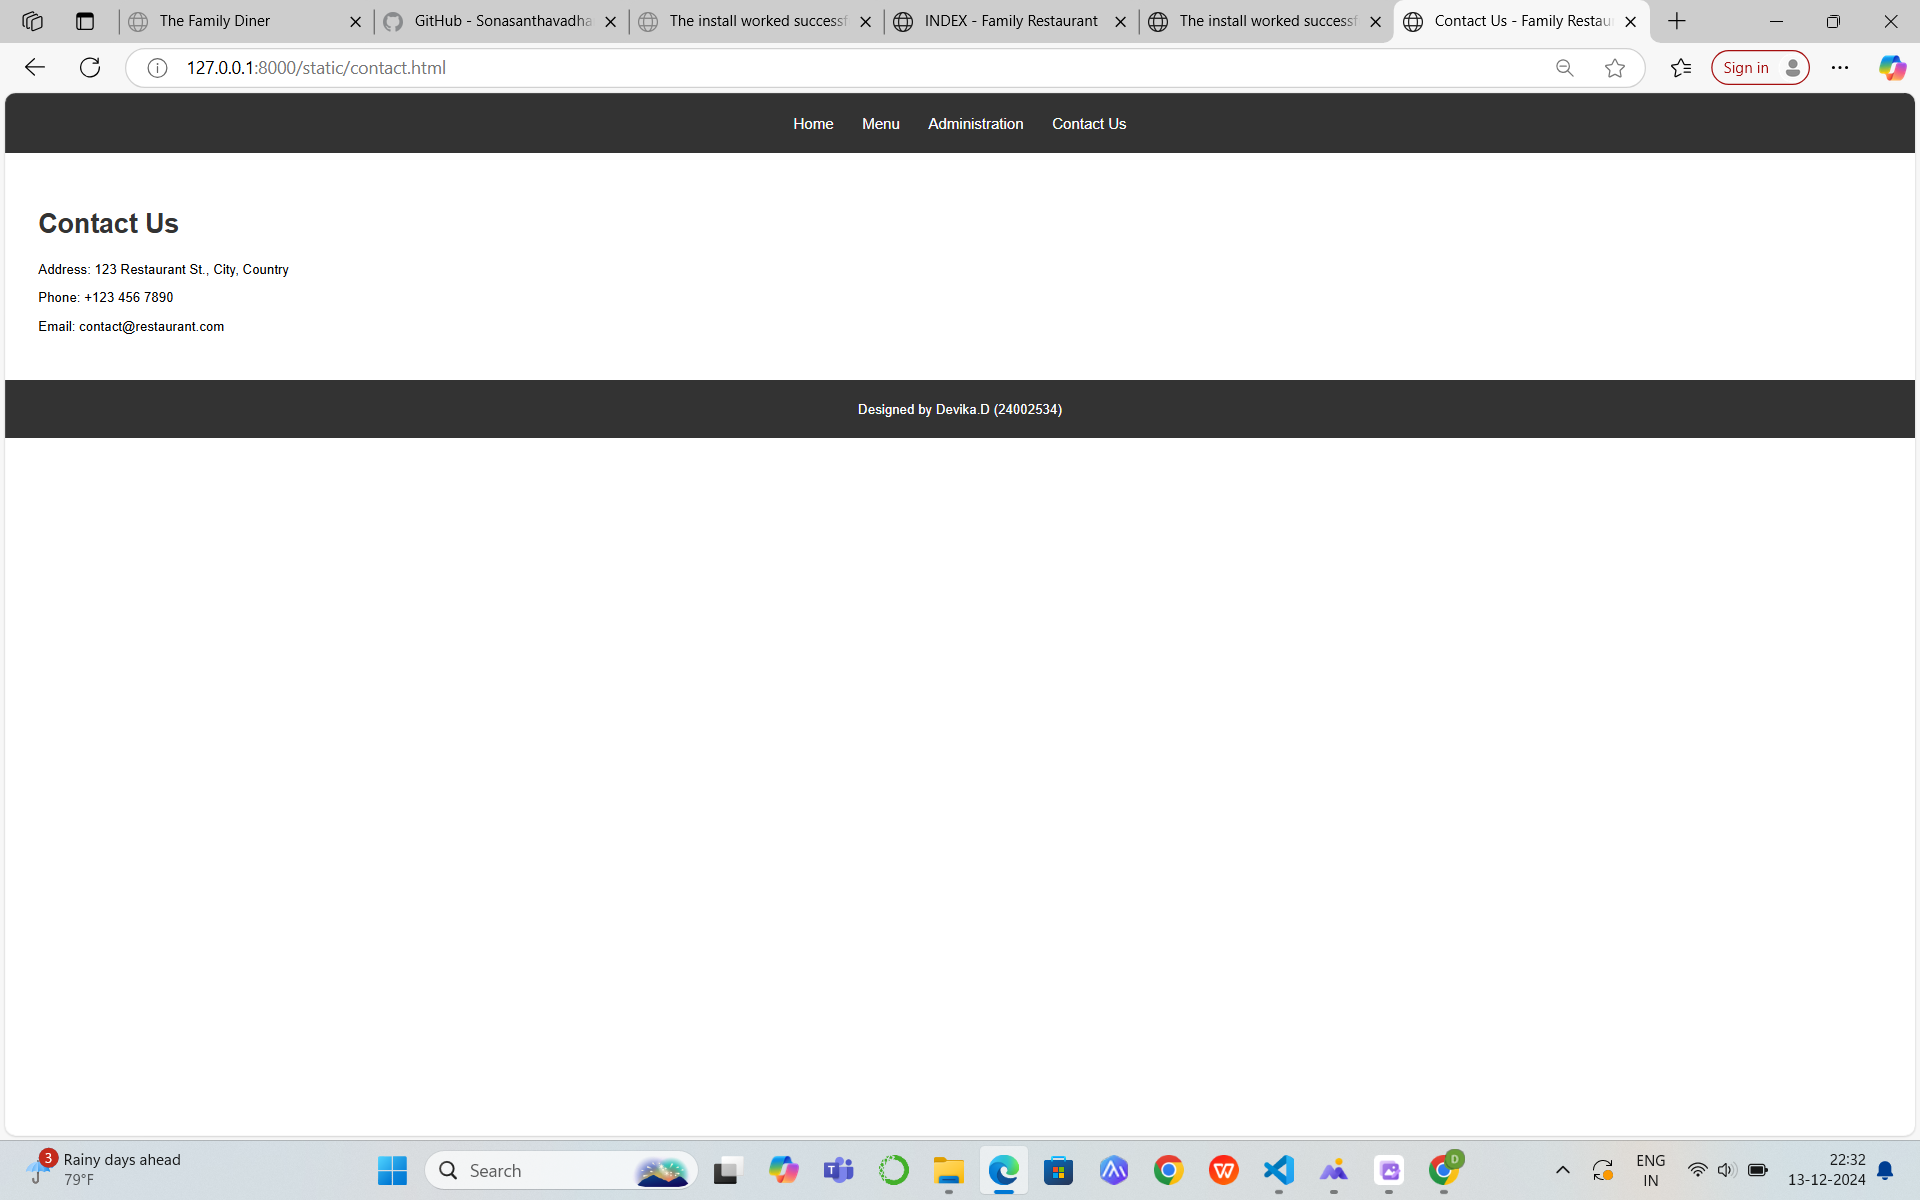 The Family Diner
GitHub - Sonasanthavadha
The install worked successf
INDEX - Family Restaurant
The install worked successf
Contact Us - Family Restau
127.0.0.1:8000/static/contact.html
Sign in
Home Menu Administration Contact Us
Contact Us
Address: 123 Restaurant St., City, Country
Phone: +123 456 7890
Email: contact@restaurant.com
Designed by Devika.D (24002534)
3
Rainy days ahead
79°F
Search
D
ENG
IN
22:32
13-12-2024